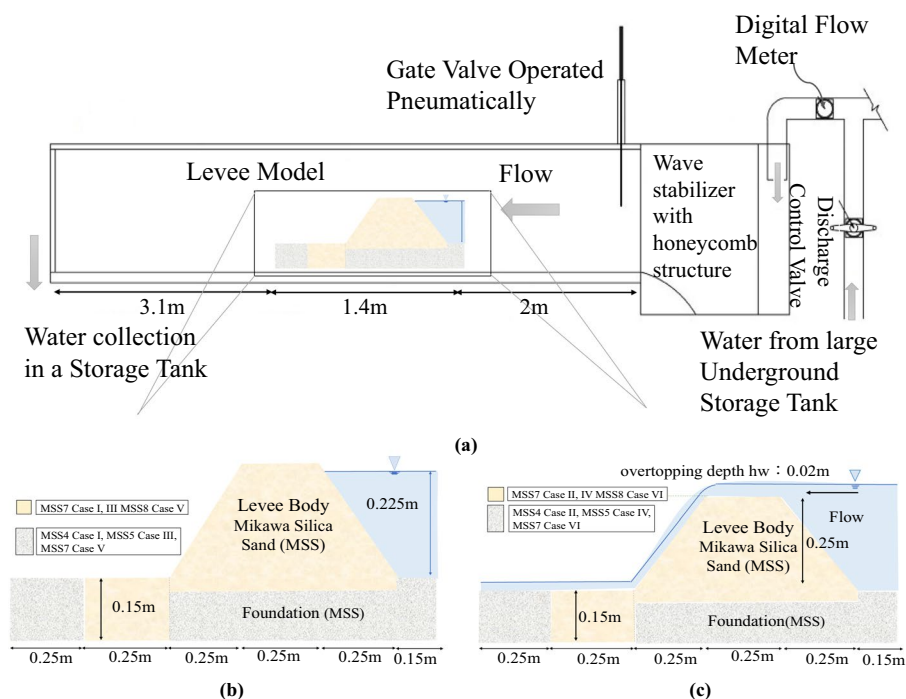 Digital Flow
Meter
Gate Valve Operated
Pneumatically
Levee Model
Flow
Wave
stabilizer
with
honeycomb
structure
Discharge
Control Valve
3.1m
1.4m
2m
Water collection
in a Storage Tank
Water from large
Underground
Storage Tank
(a)
MSS7 Case I, III MSS8 Case V
MSS4 Case I, MSS5 Case III,
MSS7 Case V
Levee Body
Mikawa Silica
Sand (MSS)
0.225m
0.15m
Foundation (MSS)
0.25m 0.25m 0.25m 0.25m 0.25m 0.15m
(b)
overtopping depth hw : 0.02m
MSS7 Case II, IV MSS8 Case VI
MSS4 Case II, MSS5 Case IV,
MSS7 Case VI
Levee Body
Mikawa Silica
Sand (MSS)
Flow
0.25m
0.15m
Foundation(MSS)
0.25m 0.25m 0.25m 0.25m 0.25m 0.15m
(c)